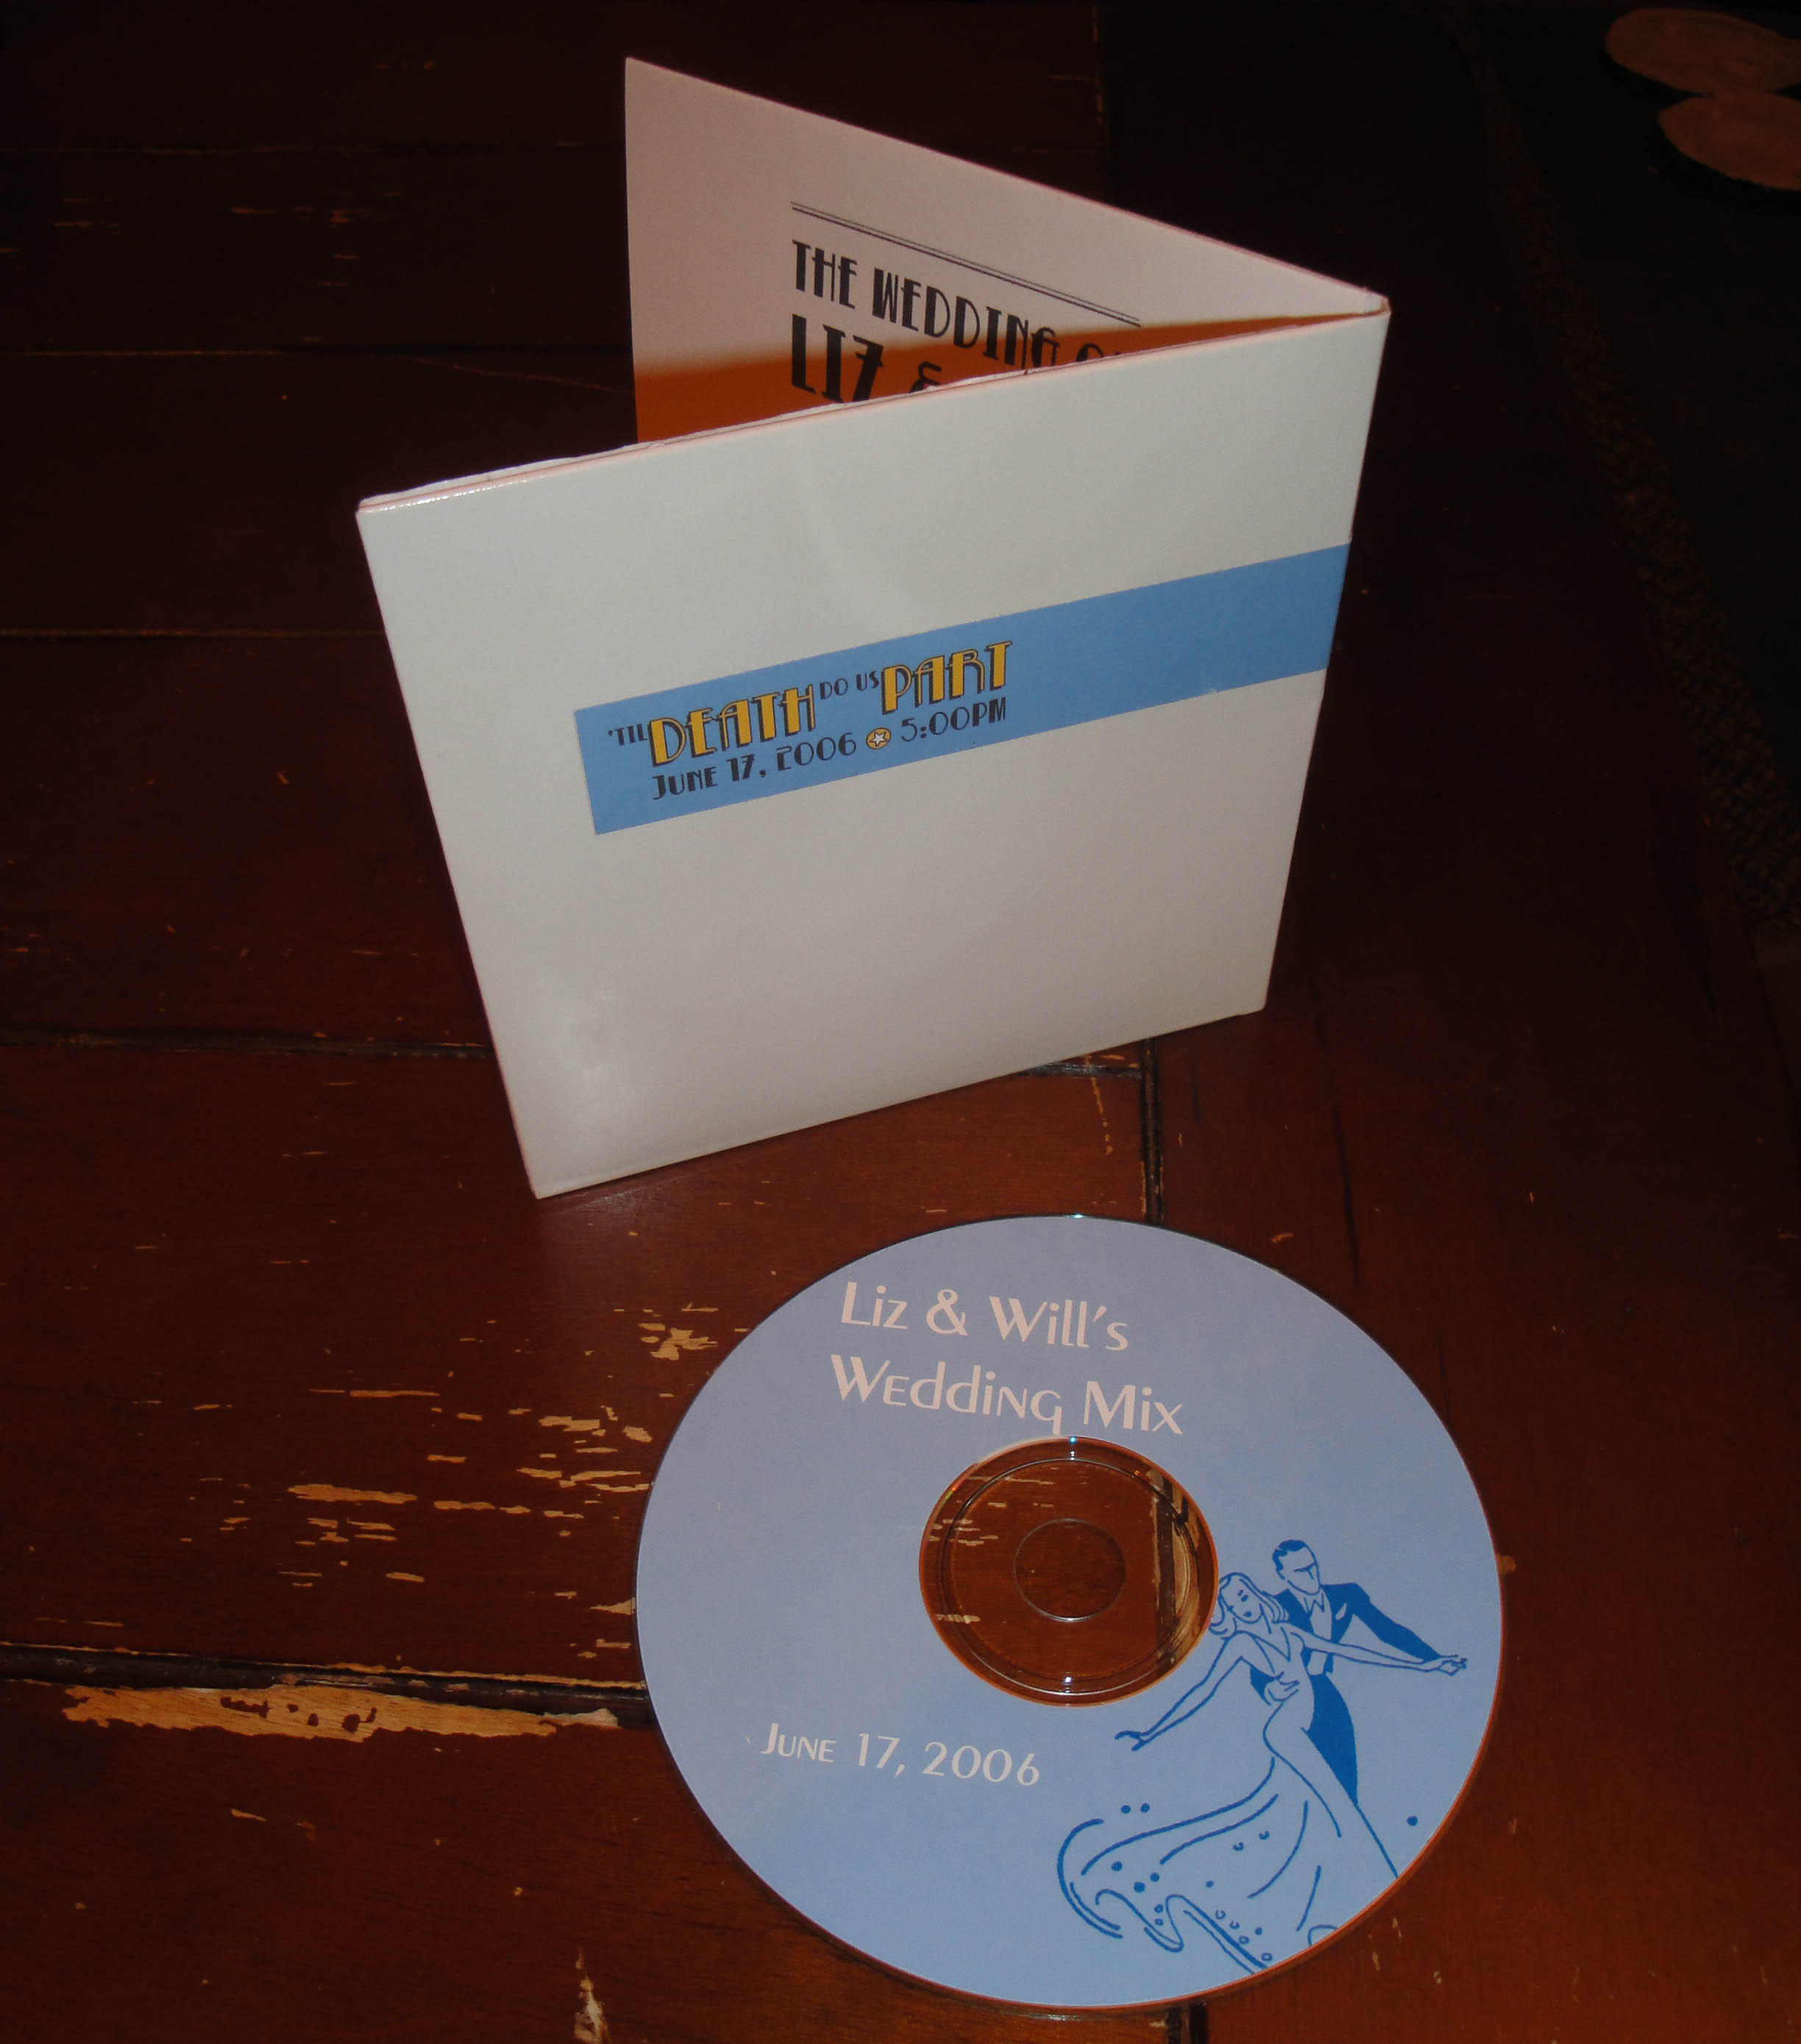 THE WEDDING
LIZ &
'TIL DEATH DO US PART
JUNE 17, 2006 5:00PM
Liz & Will's
Wedding Mix
June 17, 2006